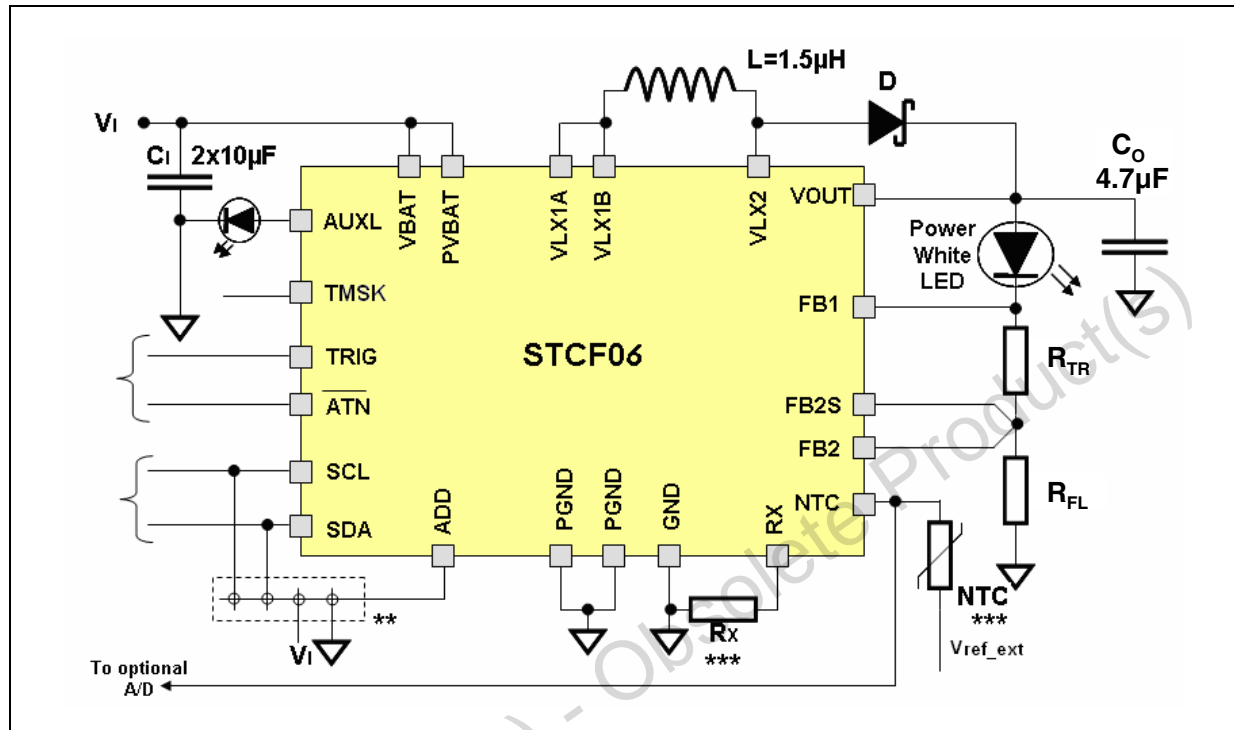 L=1.5µH
D
VI
CI 2x10µF
CO
4.7µF
VBAT
PVBAT
VLX1A
VLX1B
VLX2
VOUT
AUXL
Power
White
LED
TMSK
FB1
TRIG
STCF06
RTR
ATN
FB2S
FB2
SCL
RFL
NTC
SDA
ADD
PGND
PGND
GND
RX
NTC
***
**
RX
***
VI
Vref_ext
To optional
A/D
) - Obsolete Product(s)